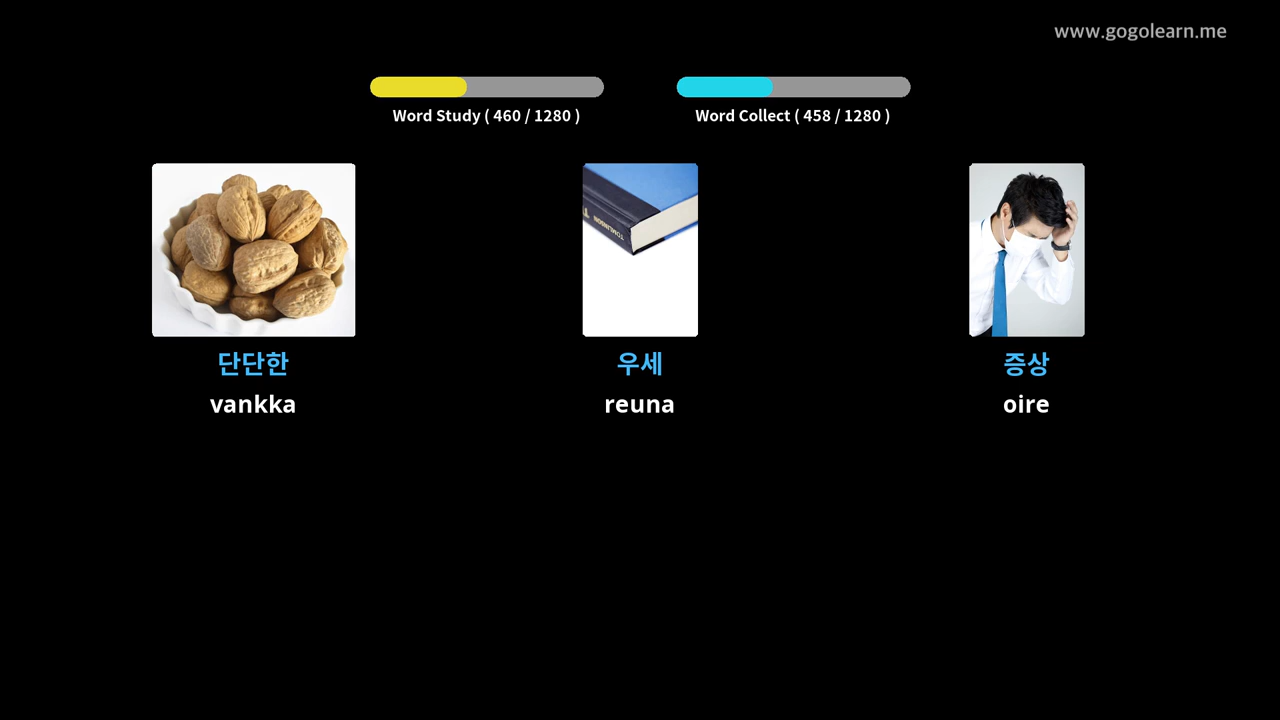 www.gogolearn.me
Word Study ( 460 / 1280 )
Word Collect ( 458 / 1280 )
TOMLINSON
단단한
우세
증상
vankka
reuna
oire